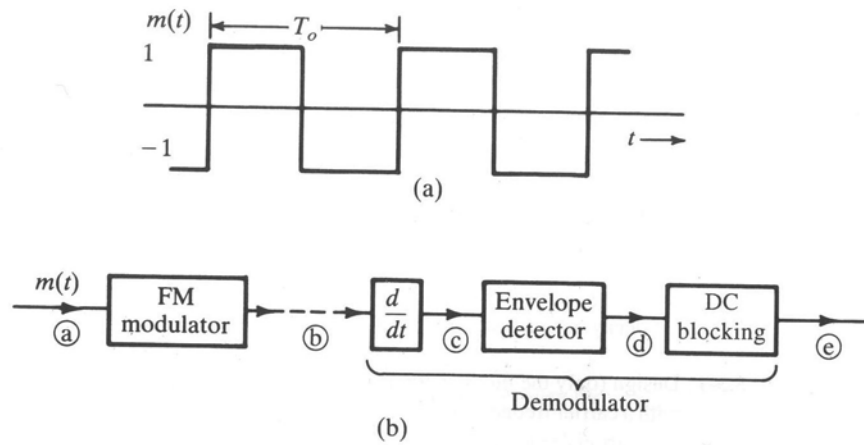 m(t)
T_o
1
-1
t
(a)
m(t)
FM
modulator
d
dt
Envelope
detector
DC
blocking
ⓐ
ⓑ
ⓒ
ⓓ
ⓔ
Demodulator
(b)